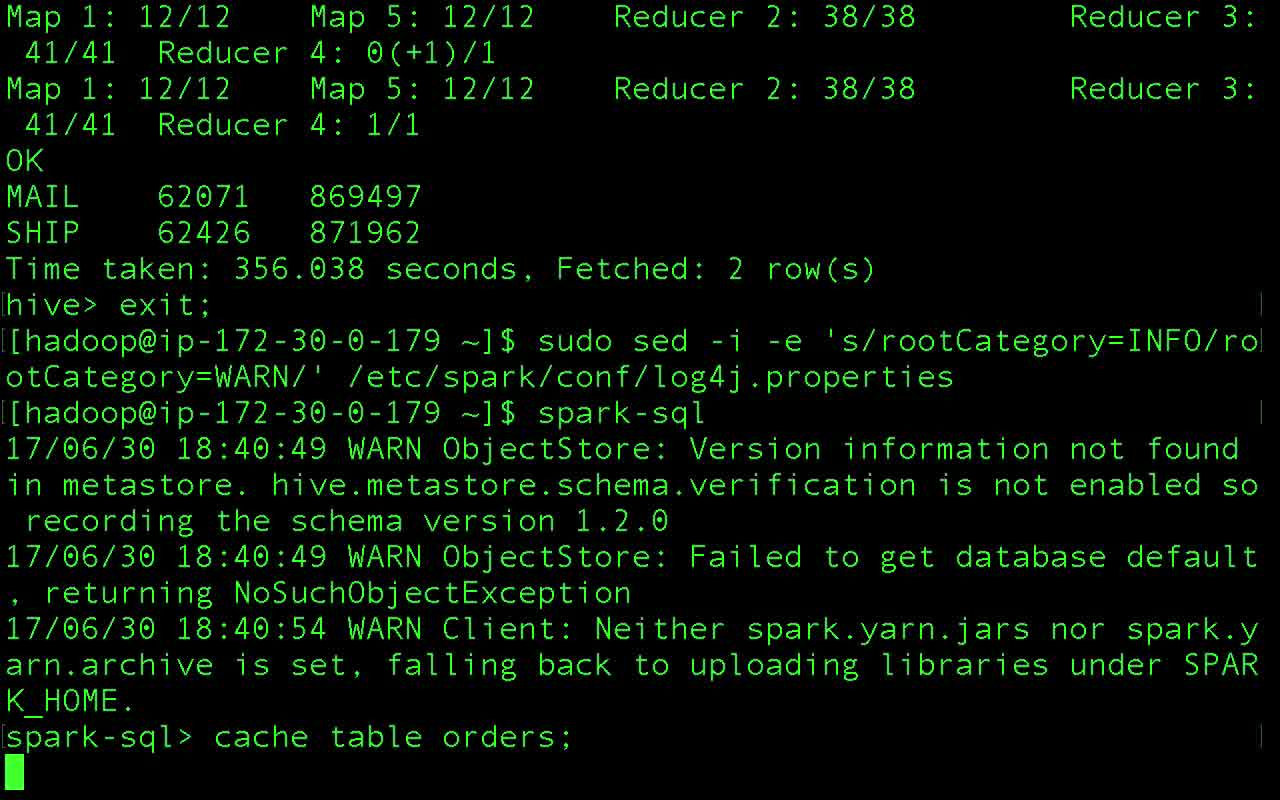 Map 1: 12/12     Map 5: 12/12     Reducer 2: 38/38          Reducer 3:
 41/41  Reducer 4: 0(+1)/1
Map 1: 12/12     Map 5: 12/12     Reducer 2: 38/38          Reducer 3:
 41/41  Reducer 4: 1/1
OK
MAIL     62071   869497
SHIP     62426   871962
Time taken: 356.038 seconds, Fetched: 2 row(s)
hive> exit;
[[hadoop@ip-172-30-0-179 ~]$ sudo sed -i -e 's/rootCategory=INFO/ro
otCategory=WARN/' /etc/spark/conf/log4j.properties
[[hadoop@ip-172-30-0-179 ~]$ spark-sql
17/06/30 18:40:49 WARN ObjectStore: Version information not found
in metastore. hive.metastore.schema.verification is not enabled so
 recording the schema version 1.2.0
17/06/30 18:40:49 WARN ObjectStore: Failed to get database default
, returning NoSuchObjectException
17/06/30 18:40:54 WARN Client: Neither spark.yarn.jars nor spark.y
arn.archive is set, falling back to uploading libraries under SPAR
K_HOME.
spark-sql> cache table orders;